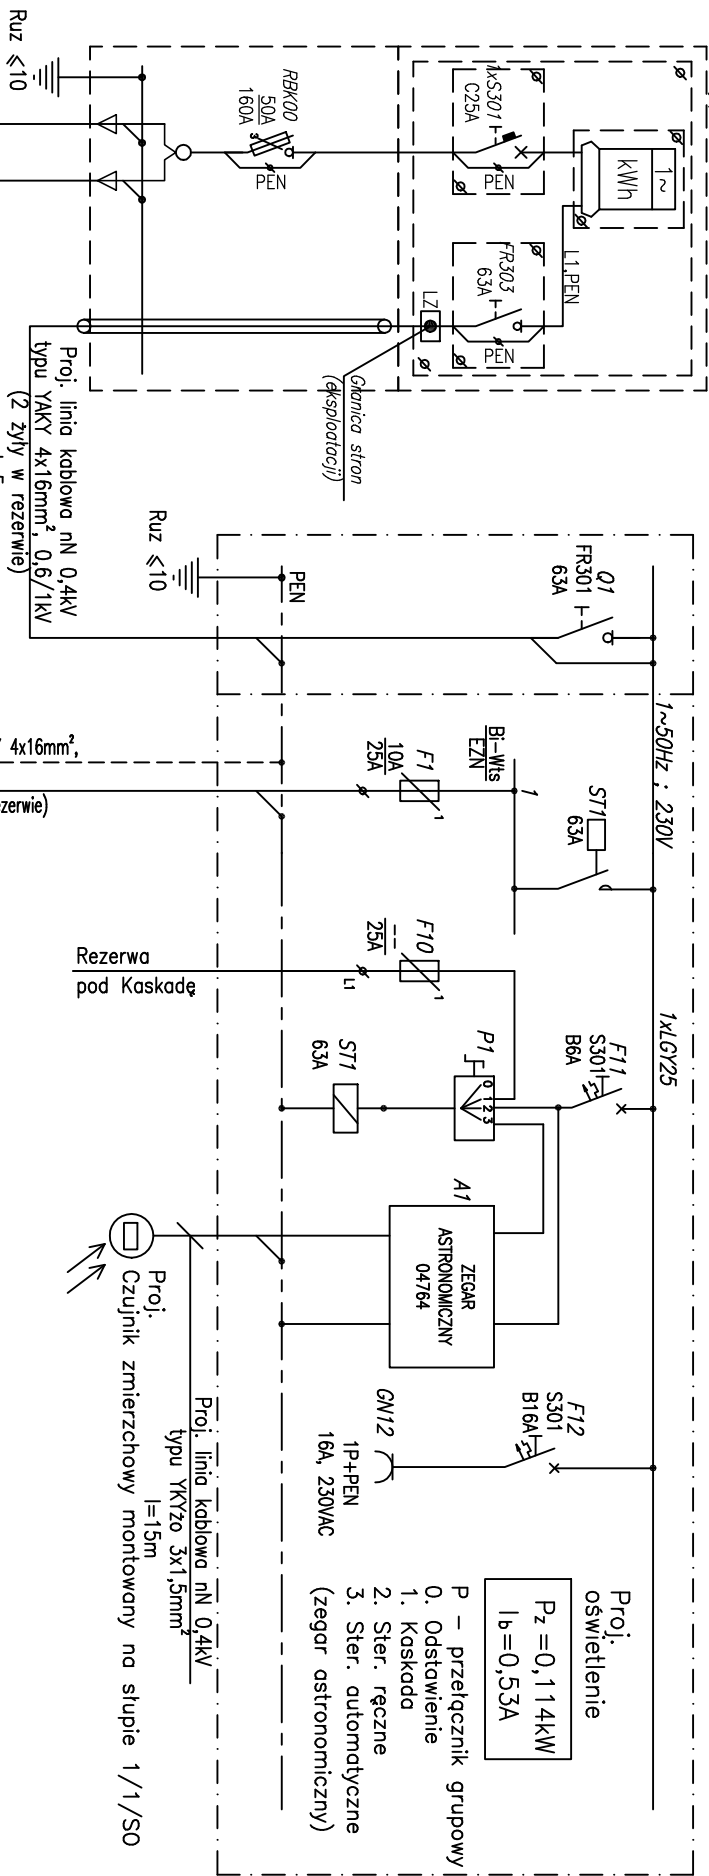 Ruz ≤10
RBK00
50A
160A
3
PEN
1xS301
C25A
PEN
1~
kWh
L1,PEN
FR303
63A
PEN
LZ
Granica stron
(eksploatacji)
Proj. linia kablowa nN 0,4kV
typu YAKY 4x16mm², 0,6/1kV
(2 żyły w rezerwie)
Ruz ≤10
PEN
Q1
FR301
63A
1~50Hz ; 230V
4x16mm²,
Bi-Wts
EZN
1
F1
10A
25A
1
ST1
63A
Rezerwa
pod Kaskadę
F10
--
25A
1
L1
1xLGY25
F11
S301
B6A
P1
0
1
2
3
ST1
63A
A1
ZEGAR
ASTRONOMICZNY
04764
Proj.
Czujnik zmierzchowy montowany na słupie 1/1/SO
Proj. linia kablowa nN 0,4kV
typu YKYżo 3x1,5mm²
l=15m
F12
S301
B16A
GN12
1P+PEN
16A, 230VAC
Proj.
oświetlenie
Pz =0,114kW
Ib=0,53A
P – przełącznik grupowy
0. Odstawienie
1. Kaskada
2. Ster. ręczne
3. Ster. automatyczne
(zegar astronomiczny)